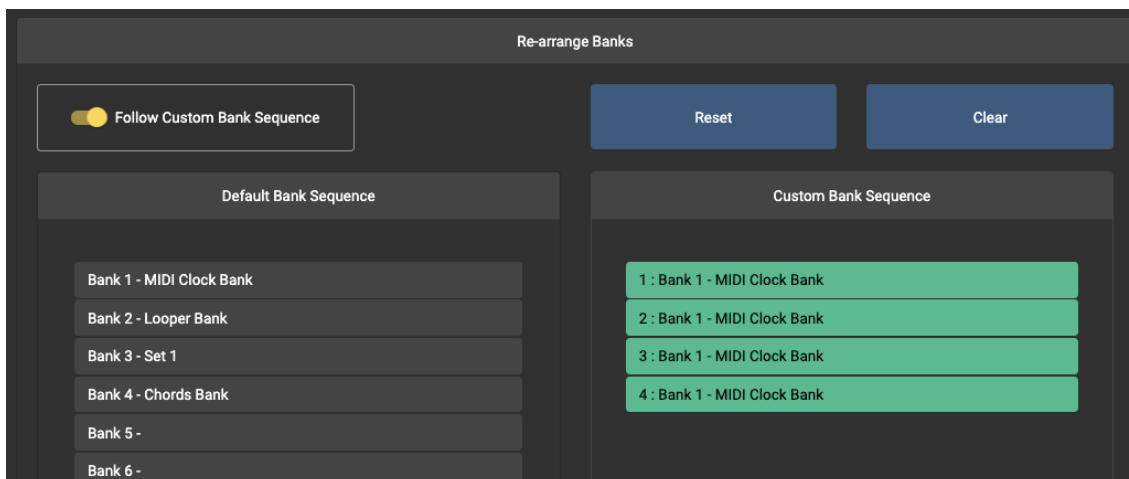 Re-arrange Banks
Follow Custom Bank Sequence
Reset
Clear
Default Bank Sequence
Bank 1 - MIDI Clock Bank
Bank 2 - Looper Bank
Bank 3 - Set 1
Bank 4 - Chords Bank
Bank 5 -
Bank 6 -
Custom Bank Sequence
1 : Bank 1 - MIDI Clock Bank
2 : Bank 1 - MIDI Clock Bank
3 : Bank 1 - MIDI Clock Bank
4 : Bank 1 - MIDI Clock Bank